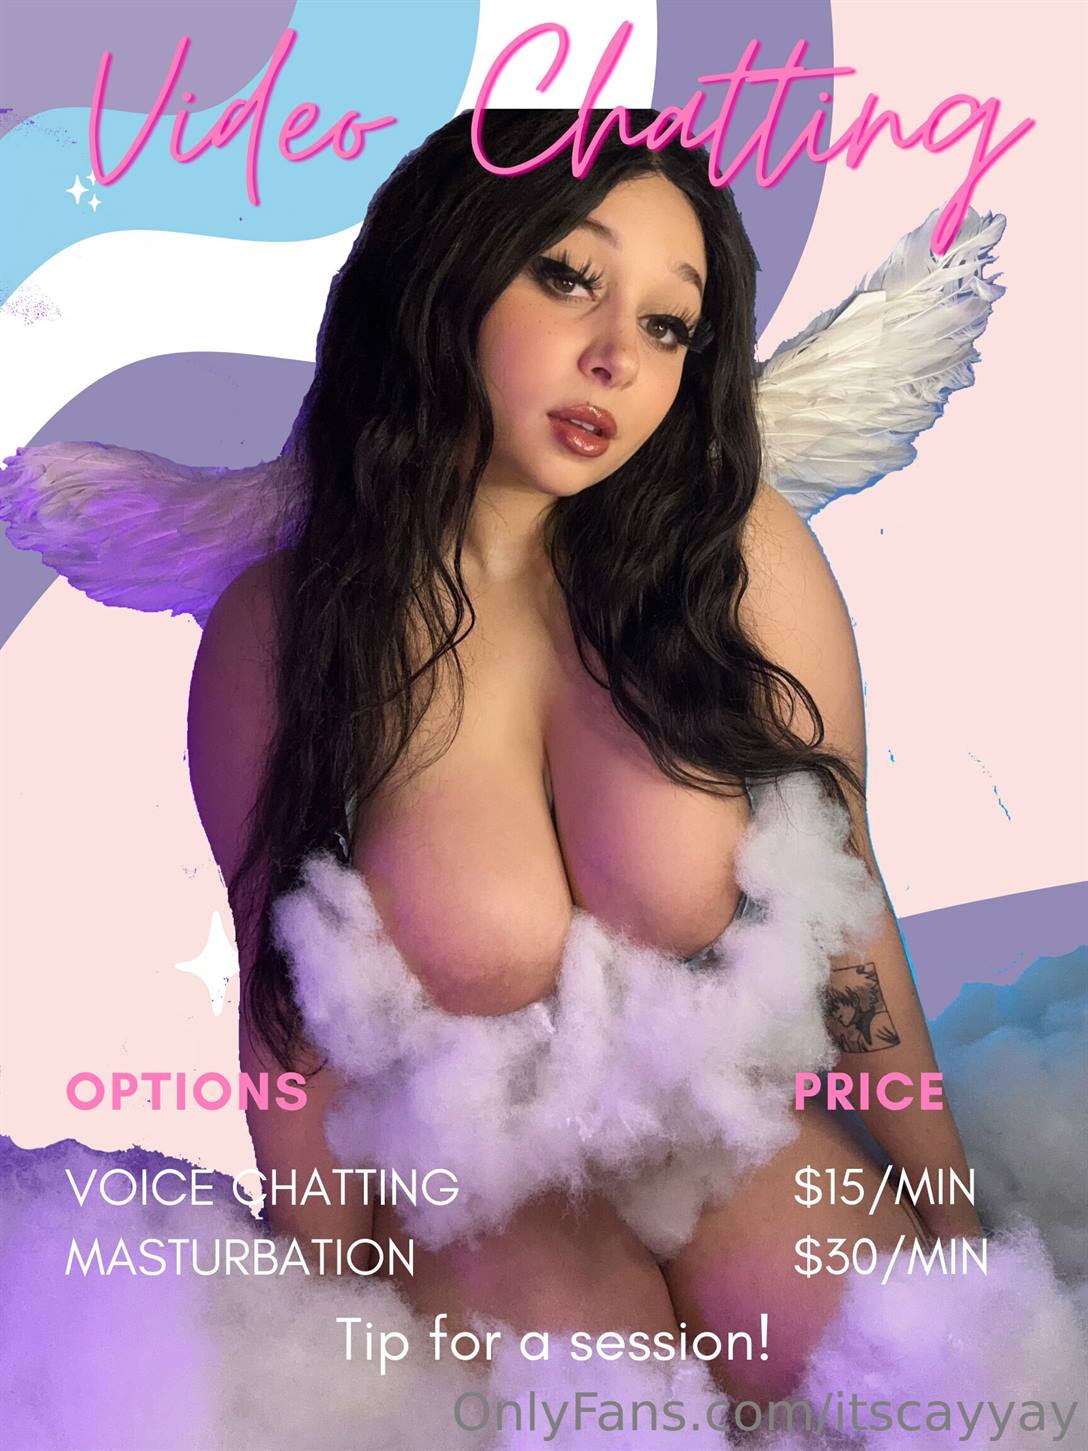 Video Chatting
OPTIONS PRICE
VOICE CHATTING $15/MIN
MASTURBATION $30/MIN
Tip for a session!
OnlyFans.com/itscayyay